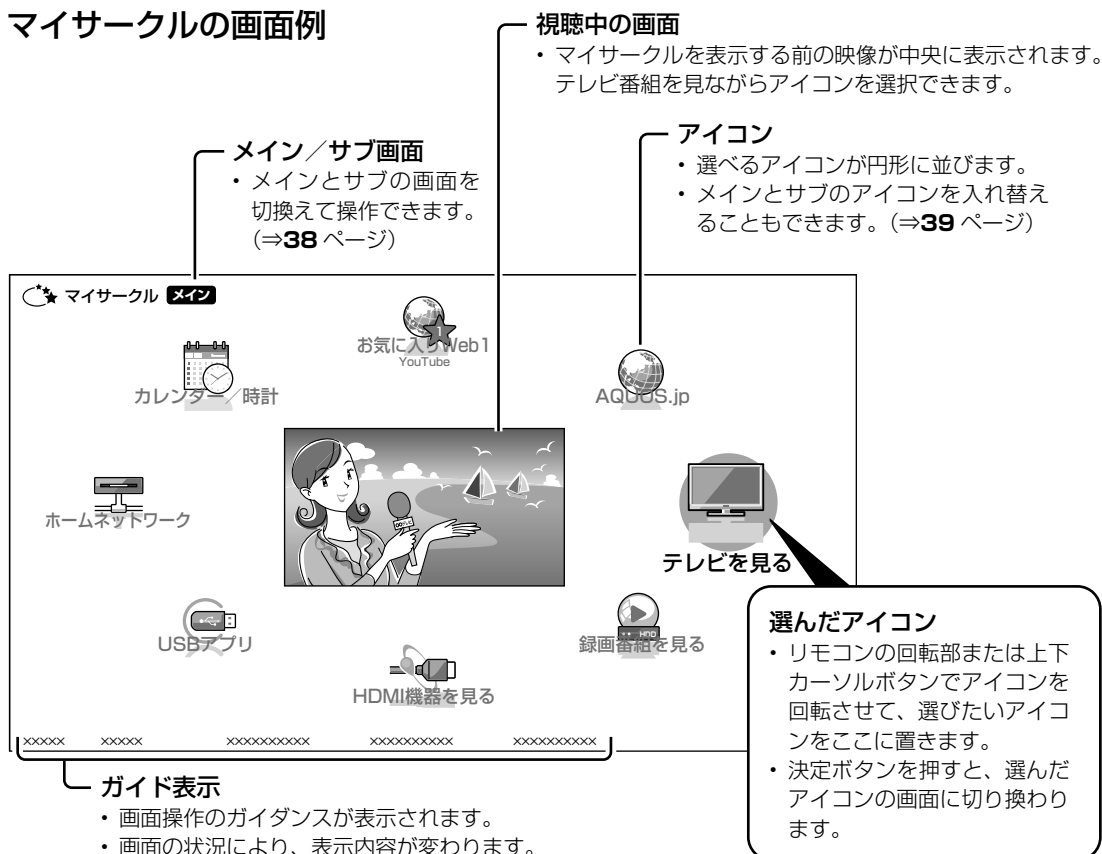 マイサークルの画面例
視聴中の画面
・マイサークルを表示する前の映像が中央に表示されます。
テレビ番組を見ながらアイコンを選択できます。
アイコン
・選べるアイコンが円形に並びます。
・メインとサブのアイコンを入れ替え
ることもできます。(⇒39 ページ)
メイン／サブ画面
・メインとサブの画面を
切換えて操作できます。
(⇒38 ページ)
マイサークル メイン
1
お気に入りWeb1
YouTube
カレンダー／時計
AQUOS.jp
ホームネットワーク
テレビを見る
USBアプリ
HDD
録画番組を見る
HDMI機器を見る
××××× ××××× ×××××××××× ×××××××××× ××××××××××
選んだアイコン
・リモコンの回転部または上下
カーソルボタンでアイコンを
回転させて、選びたいアイコ
ンをここに置きます。
・決定ボタンを押すと、選んだ
アイコンの画面に切り換わり
ます。
ガイド表示
・画面操作のガイダンスが表示されます。
・画面の状況により、表示内容が変わります。